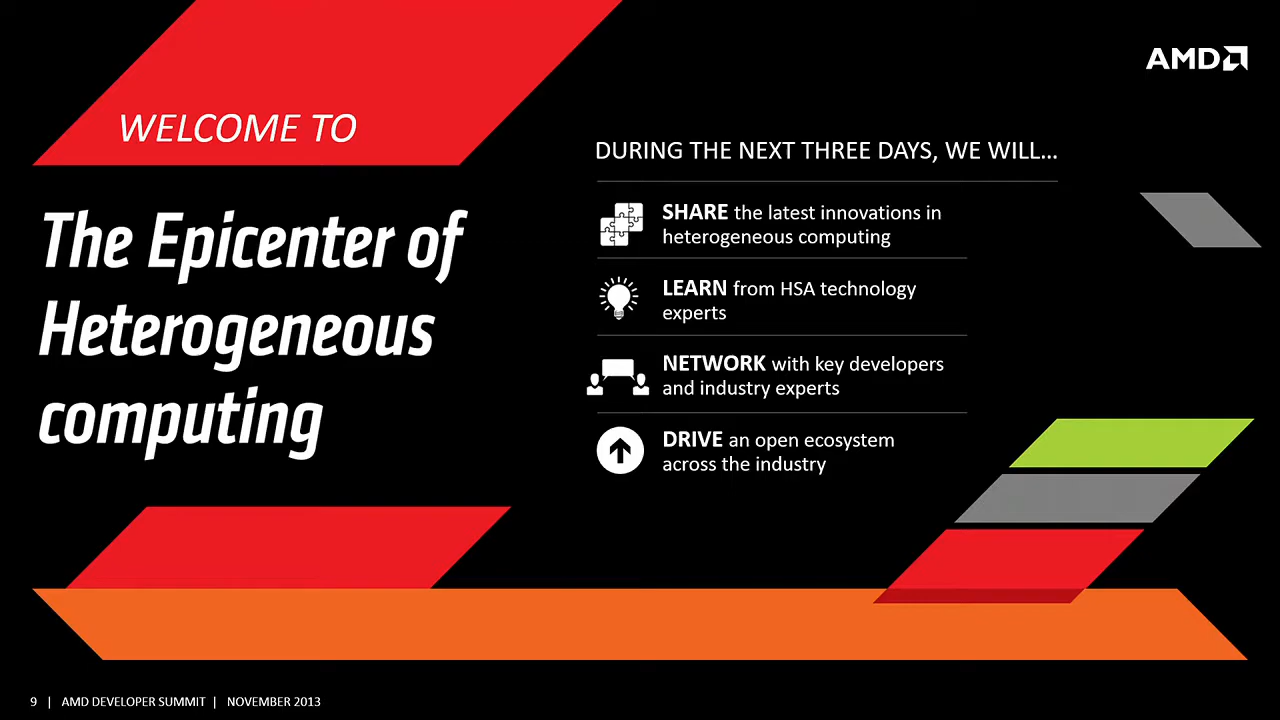 AMD
WELCOME TO
The Epicenter of
Heterogeneous
computing
DURING THE NEXT THREE DAYS, WE WILL...
SHARE the latest innovations in
heterogeneous computing
LEARN from HSA technology
experts
NETWORK with key developers
and industry experts
DRIVE an open ecosystem
across the industry
9 | AMD DEVELOPER SUMMIT | NOVEMBER 2013